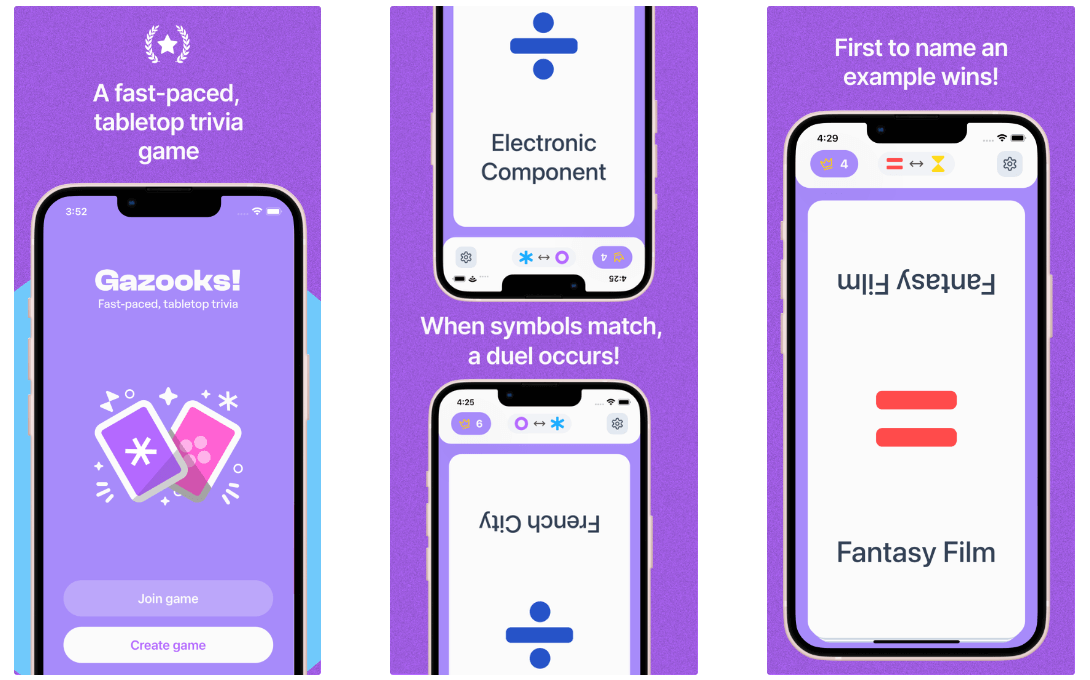 A fast-paced,
tabletop trivia
game
3:52
Gazooks!
Fast-paced, tabletop trivia
Join game
Create game
Electronic
Component
4
4:25
When symbols match,
a duel occurs!
4:25
6
French City
First to name an
example wins!
4:29
4
Fantasy Film
Fantasy Film